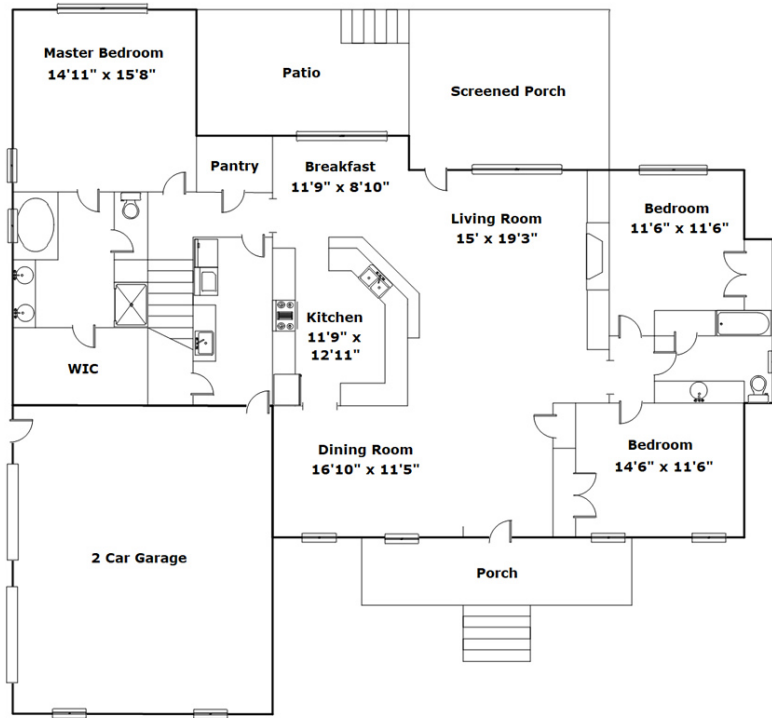 Master Bedroom
14'11" x 15'8"
Patio
Screened Porch
Pantry
Breakfast
11'9" x 8'10"
Living Room
15' x 19'3"
Bedroom
11'6" x 11'6"
Kitchen
11'9" x
12'11"
WIC
Dining Room
16'10" x 11'5"
Bedroom
14'6" x 11'6"
2 Car Garage
Porch